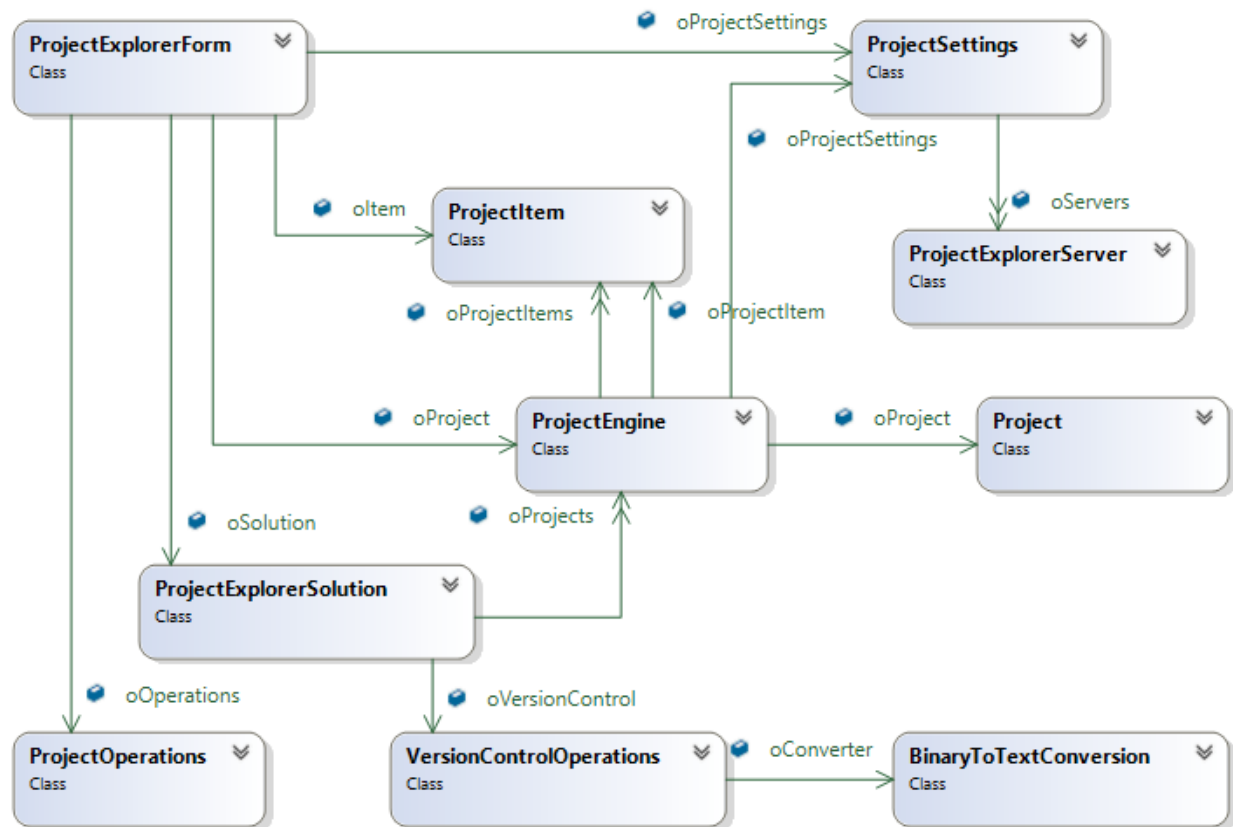 oProjectSettings
ProjectExplorerForm
Class
ProjectSettings
Class
oProjectSettings
oItem
ProjectItem
Class
oServers
ProjectExplorerServer
Class
oProjectItems
oProjectItem
oProject
ProjectEngine
Class
oProject
Project
Class
oSolution
oProjects
ProjectExplorerSolution
Class
oOperations
oVersionControl
ProjectOperations
Class
VersionControlOperations
Class
oConverter
BinaryToTextConversion
Class